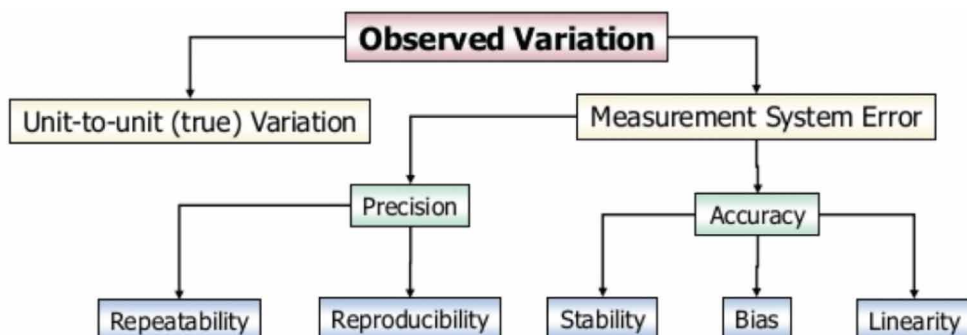 Observed Variation
Unit-to-unit (true) Variation
Measurement System Error
Precision
Accuracy
Repeatability
Reproducibility
Stability
Bias
Linearity